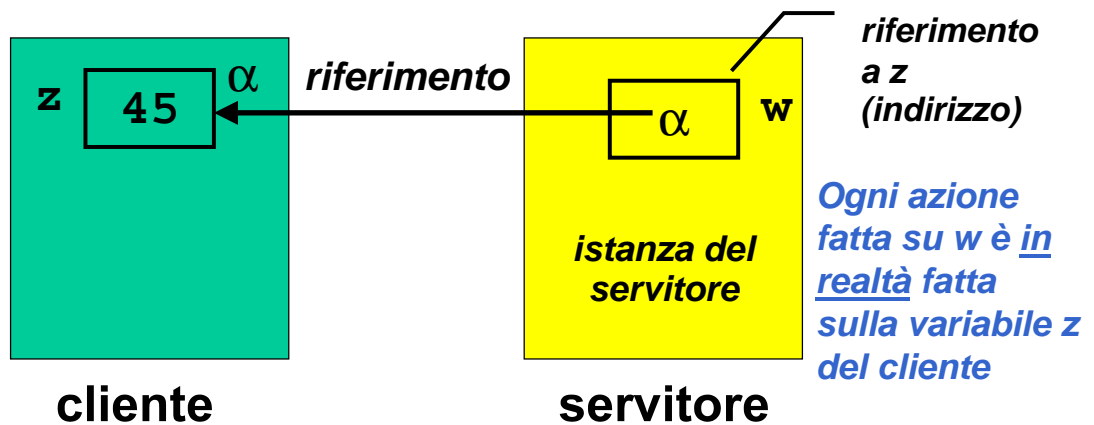 z
45
α
riferimento
α
w
riferimento
a z
(indirizzo)
istanza del
servitore
Ogni azione
fatta su w è in
realtà fatta
sulla variabile z
del cliente
cliente
servitore